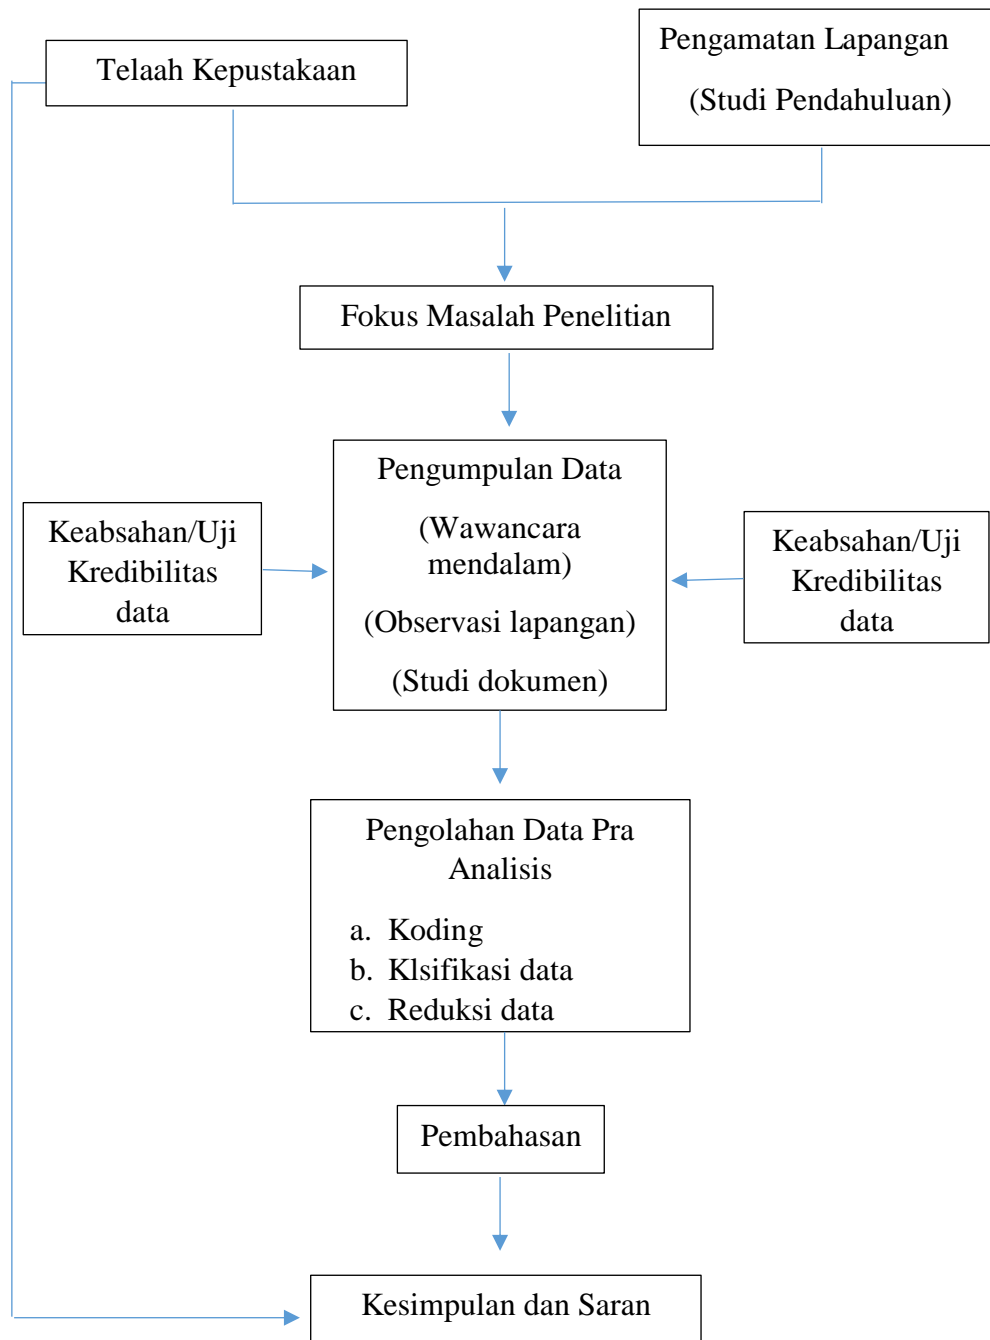 Telaah Kepustakaan
Pengamatan Lapangan
(Studi Pendahuluan)
Fokus Masalah Penelitian
Pengumpulan Data
(Wawancara
mendalam)
(Observasi lapangan)
(Studi dokumen)
Keabsahan/Uji
Kredibilitas
data
Keabsahan/Uji
Kredibilitas
data
Pengolahan Data Pra
Analisis
a. Koding
b. Klsifikasi data
c. Reduksi data
Pembahasan
Kesimpulan dan Saran